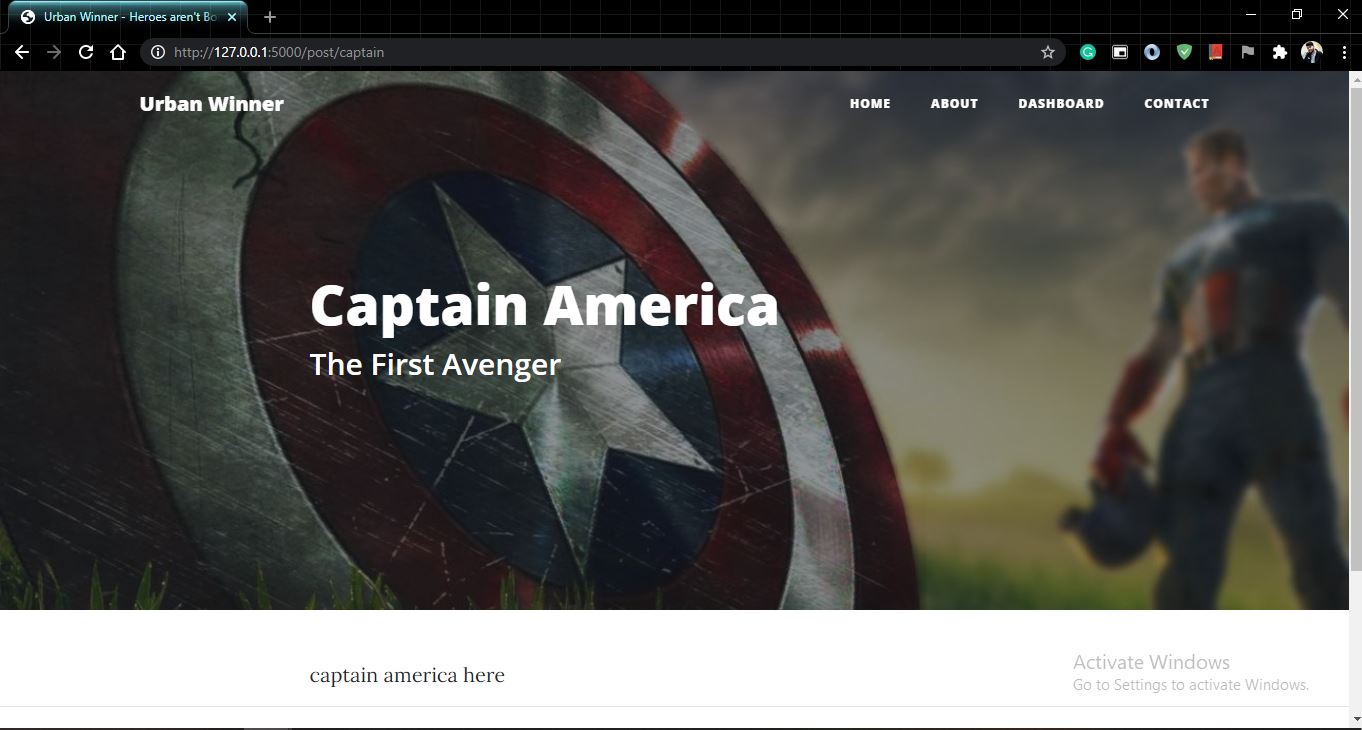 Urban Winner - Heroes aren't Bo
http://127.0.0.1:5000/post/captain
Urban Winner
HOME ABOUT DASHBOARD CONTACT
Captain America
The First Avenger
captain america here
Activate Windows
Go to Settings to activate Windows.